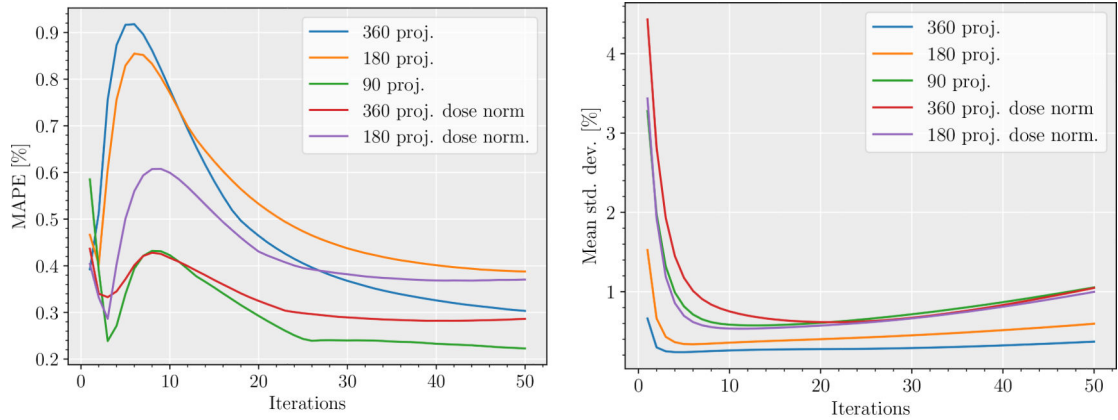 MAPE [%]
0.9
0.8
0.7
0.6
0.5
0.4
0.3
0.2
0
10
20
30
40
50
Iterations
360 proj.
180 proj.
90 proj.
360 proj. dose norm
180 proj. dose norm.
Mean std. dev. [%]
4
3
2
1
0
10
20
30
40
50
Iterations
360 proj.
180 proj.
90 proj.
360 proj. dose norm
180 proj. dose norm.